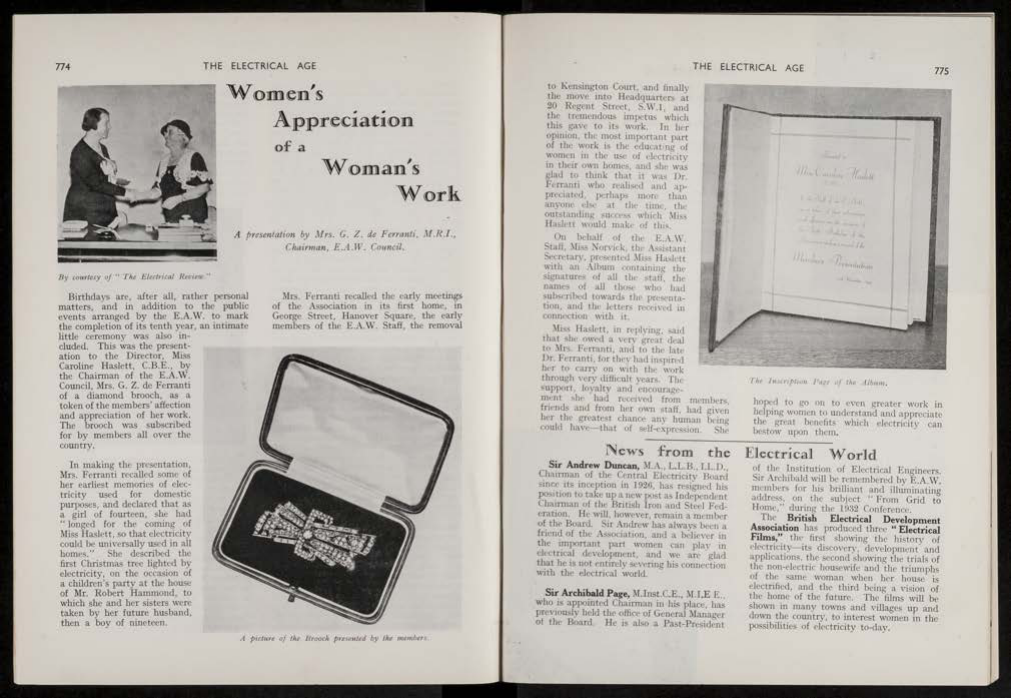 774
THE ELECTRICAL AGE
Women's
Appreciation
of a
Woman's
Work
A presentation by Mrs. G. Z. de Ferranti, M.R.I.,
Chairman, E.A.W. Council.
By courtesy of " The Electrical Review."
Birthdays are, after all, rather personal
matters, and in addition to the public
events arranged by the E.A.W. to mark
the completion of its tenth year, an intimate
little ceremony was also in-
cluded. This was the present-
ation to the Director, Miss
Caroline Haslett, C.B.E., by
the Chairman of the E.A.W.
Council, Mrs. G. Z. de Ferranti
of a diamond brooch, as a
token of the members' affection
and appreciation of her work.
The brooch was subscribed
for by members all over the
country.
In making the presentation,
Mrs. Ferranti recalled some of
her earliest memories of elec-
tricity used for domestic
purposes, and declared that as
a girl of fourteen, she had
" longed for the coming of
Miss Haslett, so that electricity
could be universally used in all
homes." She described the
first Christmas tree lighted by
electricity, on the occasion of
a children's party at the house
of Mr. Robert Hammond, to
which she and her sisters were
taken by her future husband,
then a boy of nineteen.
Mrs. Ferranti recalled the early meetings
of the Association in its first home, in
George Street, Hanover Square, the early
members of the E.A.W. Staff, the removal
A picture of the Brooch presented by the members.
THE ELECTRICAL AGE
775
to Kensington Court, and finally
the move into Headquarters at
20 Regent Street, S.W.1, and
the tremendous impetus which
this gave to its work. In her
opinion, the most important part
of the work is the educating of
women in the use of electricity
in their own homes, and she was
glad to think that it was Dr.
Ferranti who realised and ap-
preciated, perhaps more than
anyone else at the time, the
outstanding success which Miss
Haslett would make of this.
On behalf of the E.A.W.
Staff, Miss Norvick, the Assistant
Secretary, presented Miss Haslett
with an Album containing the
signatures of all the staff, the
names of all those who had
subscribed towards the presenta-
tion, and the letters received in
connection with it.
Miss Haslett, in replying, said
that she owed a very great deal
to Mrs. Ferranti, and to the late
Dr. Ferranti, for they had inspired
her to carry on with the work
through very difficult years. The
support, loyalty and encourage-
ment she had received from members,
friends and from her own staff, had given
her the greatest chance any human being
could have—that of self-expression. She
Miss Caroline Haslett
Members' Presentation
The Inscription Page of the Album.
hoped to go on to even greater work in
helping women to understand and appreciate
the great benefits which electricity can
bestow upon them.
News from the Electrical World
Sir Andrew Duncan, M.A., L.L.B., LL.D.,
Chairman of the Central Electricity Board
since its inception in 1926, has resigned his
position to take up a new post as Independent
Chairman of the British Iron and Steel Fed-
eration. He will, however, remain a member
of the Board. Sir Andrew has always been a
friend of the Association, and a believer in
the important part women can play in
electrical development, and we are glad
that he is not entirely severing his connection
with the electrical world.
Sir Archibald Page, M.Inst.C.E., M.I.E E.,
who is appointed Chairman in his place, has
previously held the office of General Manager
of the Board. He is also a Past-President
of the Institution of Electrical Engineers.
Sir Archibald will be remembered by E.A.W.
members for his brilliant and illuminating
address, on the subject " From Grid to
Home," during the 1932 Conference.
The British Electrical Development
Association has produced three " Electrical
Films," the first showing the history of
electricity—its discovery, development and
applications, the second showing the trials of
the non-electric housewife and the triumphs
of the same woman when her house is
electrified, and the third being a vision of
the home of the future. The films will be
shown in many towns and villages up and
down the country, to interest women in the
possibilities of electricity to-day.